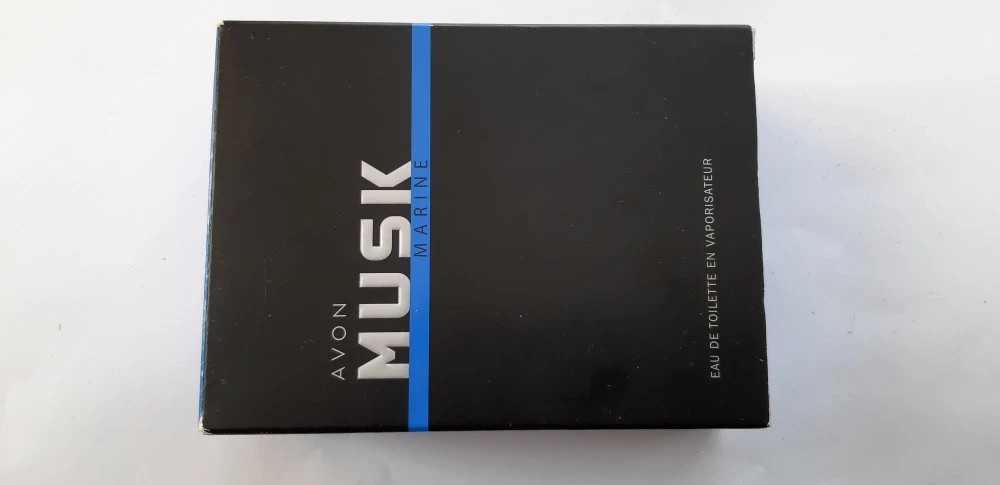 AVON
MUSK
MARINE
EAU DE TOILETTE EN VAPORISATEUR